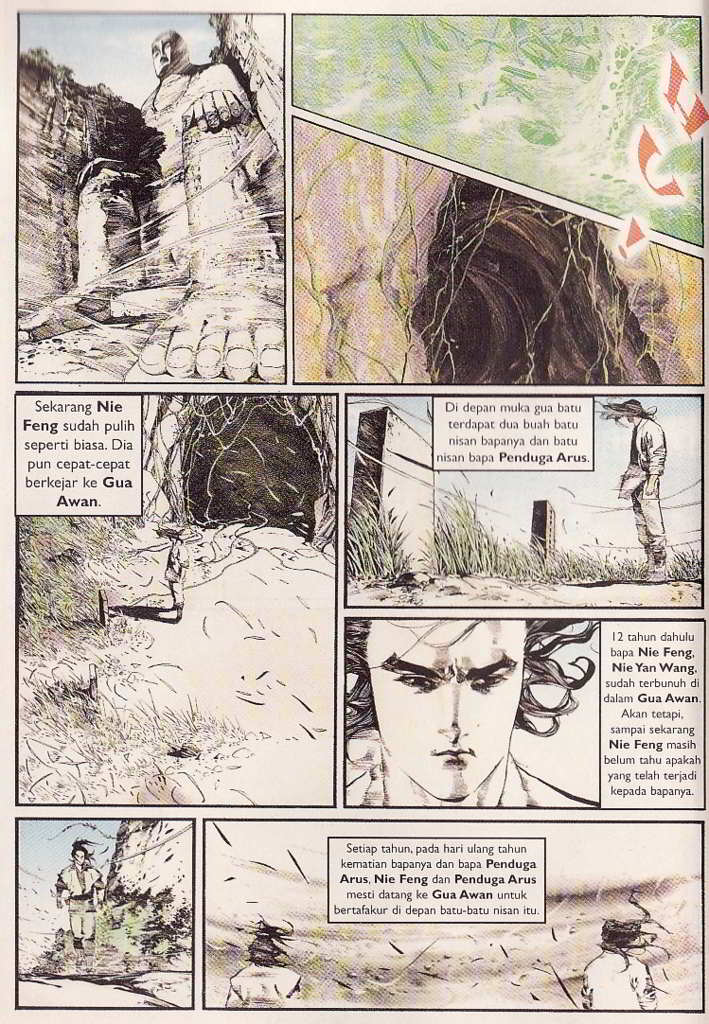 Sekarang Nie
Feng sudah pulih
seperti biasa. Dia
pun cepat-cepat
berkejar ke Gua
Awan.
Di depan muka gua batu
terdapat dua buah batu
nisan bapanya dan batu
nisan bapa Penduga Arus.
12 tahun dahulu
bapa Nie Feng,
Nie Yan Wang,
sudah terbunuh di
dalam Gua Awan.
Akan tetapi,
sampai sekarang
Nie Feng masih
belum tahu apakah
yang telah terjadi
kepada bapanya.
Setiap tahun, pada hari ulang tahun
kematian bapanya dan bapa Penduga
Arus, Nie Feng dan Penduga Arus
mesti datang ke Gua Awan untuk
bertafakur di depan batu-batu nisan itu.